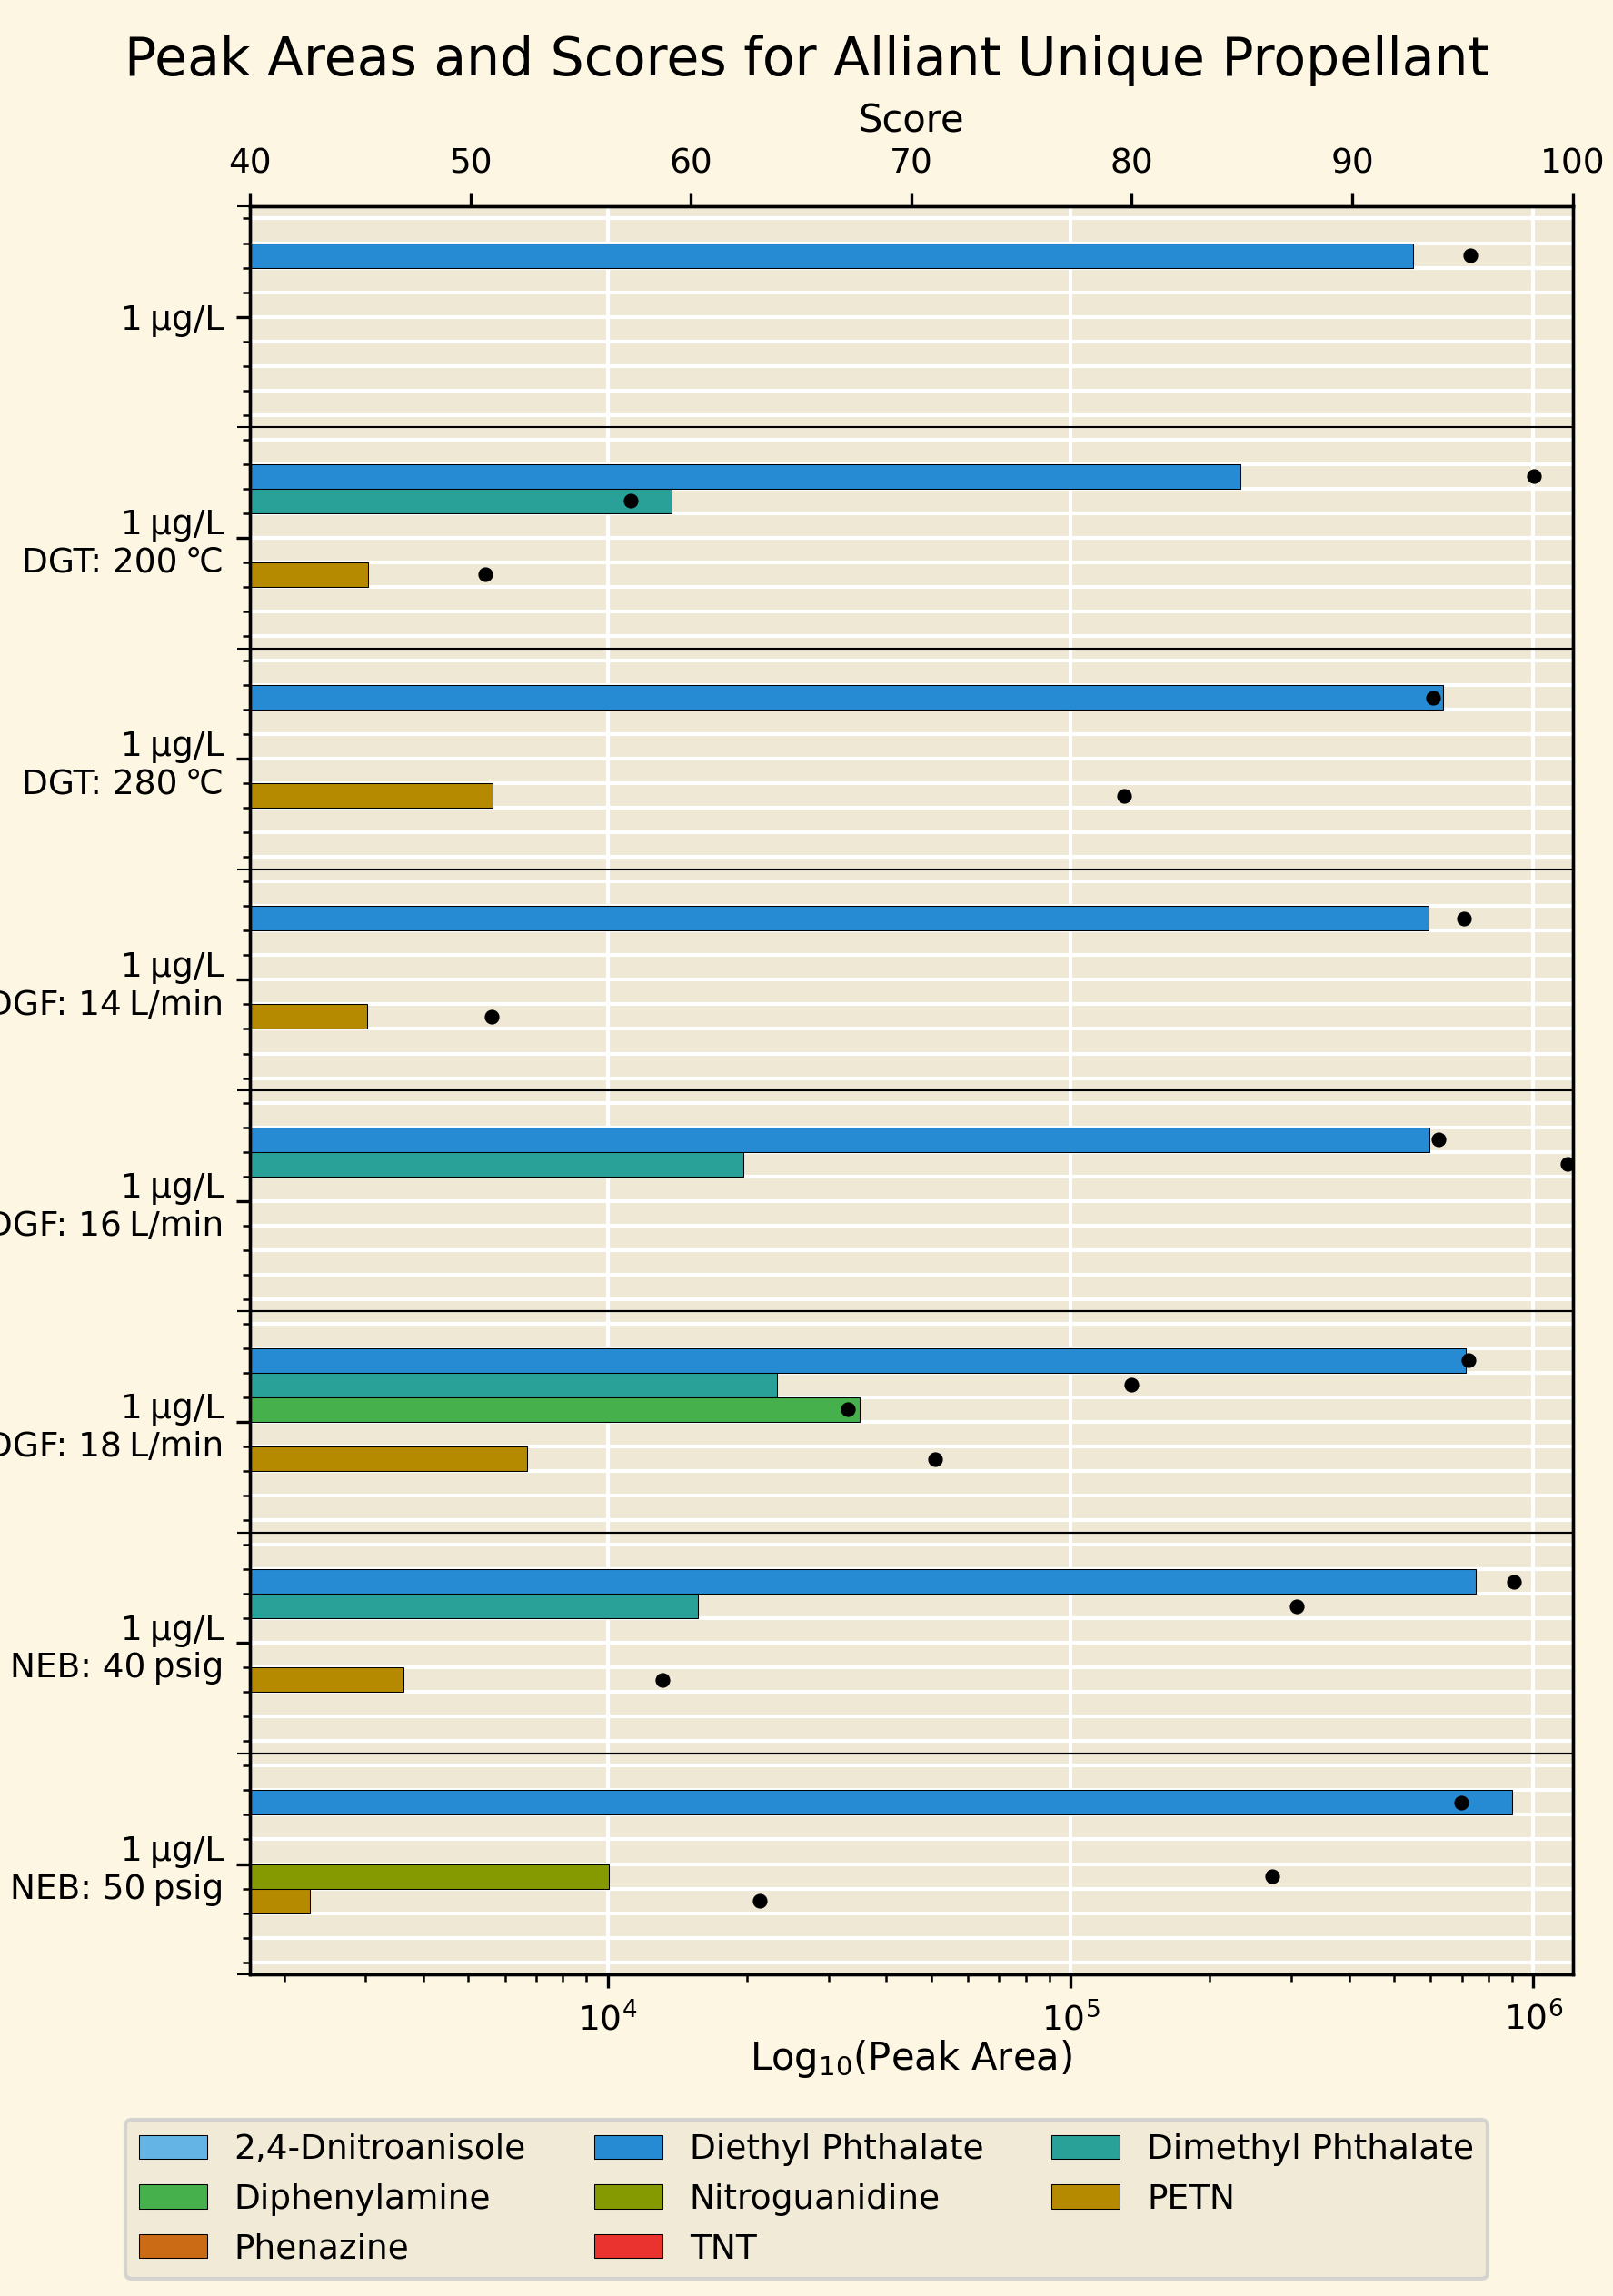 Peak Areas and Scores for Alliant Unique Propellant
Score
40 50 60 70 80 90 100
1 µg/L
1 µg/L
DGT: 200 °C
1 µg/L
DGT: 280 °C
1 µg/L
DGF: 14 L/min
1 µg/L
DGF: 16 L/min
1 µg/L
DGF: 18 L/min
1 µg/L
NEB: 40 psig
1 µg/L
NEB: 50 psig
10⁴ 10⁵ 10⁶
Log₁₀(Peak Area)
2,4-Dnitroanisole Diethyl Phthalate Dimethyl Phthalate
Diphenylamine Nitroguanidine PETN
Phenazine TNT